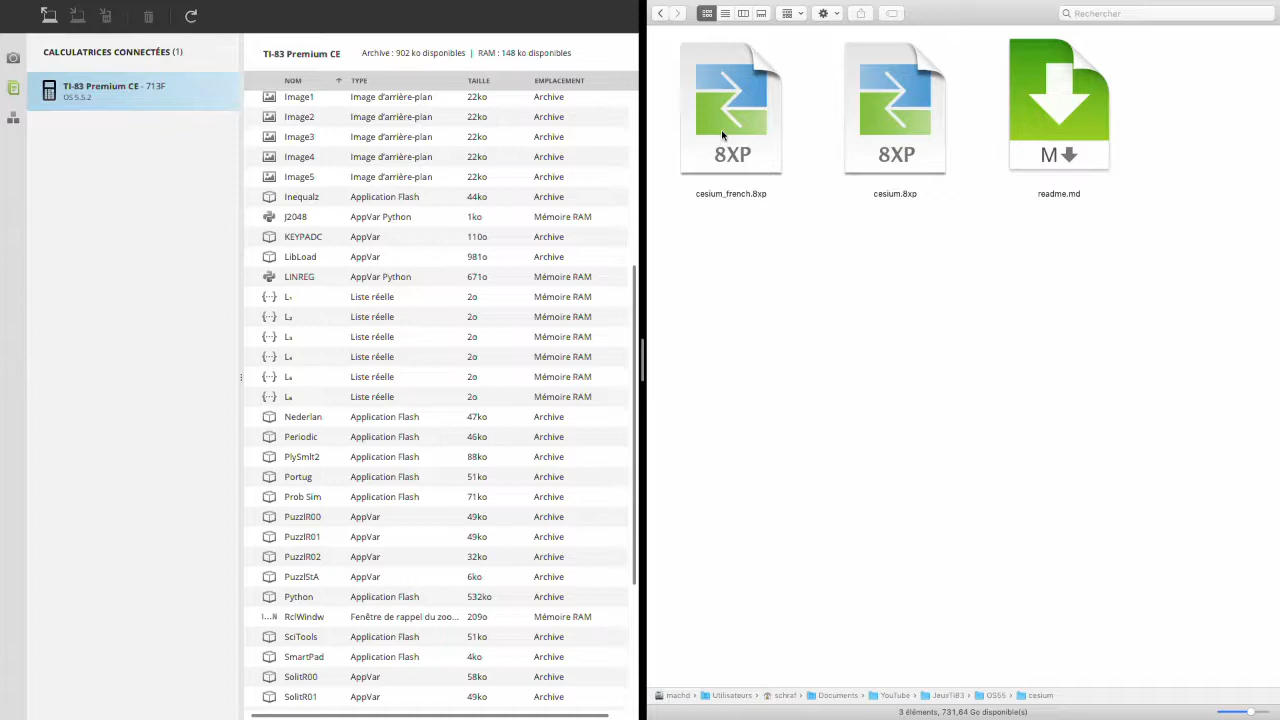 CALCULATRICES CONNECTÉES (1)
TI-83 Premium CE - 713F
OS 5.5.2
TI-83 Premium CE Archive : 902 ko disponibles | RAM : 148 ko disponibles
NOM TYPE TAILLE EMPLACEMENT
Image1 Image d'arrière-plan 22ko Archive
Image2 Image d'arrière-plan 22ko Archive
Image3 Image d'arrière-plan 22ko Archive
Image4 Image d'arrière-plan 22ko Archive
Image5 Image d'arrière-plan 22ko Archive
Inequalz Application Flash 44ko Archive
J2048 AppVar Python 1ko Mémoire RAM
KEYPADC AppVar 110o Archive
LibLoad AppVar 981o Archive
LINREG AppVar Python 671o Mémoire RAM
L₁ Liste réelle 2o Mémoire RAM
L₂ Liste réelle 2o Mémoire RAM
L₃ Liste réelle 2o Mémoire RAM
L₄ Liste réelle 2o Mémoire RAM
L₅ Liste réelle 2o Mémoire RAM
L₆ Liste réelle 2o Mémoire RAM
Nederlan Application Flash 47ko Archive
Periodic Application Flash 46ko Archive
PlySmlt2 Application Flash 88ko Archive
Portug Application Flash 51ko Archive
Prob Sim Application Flash 71ko Archive
PuzzlR00 AppVar 49ko Archive
PuzzlR01 AppVar 49ko Archive
PuzzlR02 AppVar 32ko Archive
PuzzlStA AppVar 6ko Archive
Python Application Flash 532ko Archive
RclWindw Fenêtre de rappel du zoo... 209o Mémoire RAM
SciTools Application Flash 51ko Archive
SmartPad Application Flash 4ko Archive
SolitR00 AppVar 58ko Archive
SolitR01 AppVar 49ko Archive
Rechercher
8XP 8XP M
cesium_french.8xp cesium.8xp readme.md
machd › Utilisateurs › schraf › Documents › YouTube › JeuxTi83 › OS55 › cesium
3 éléments, 731,64 Go disponible(s)